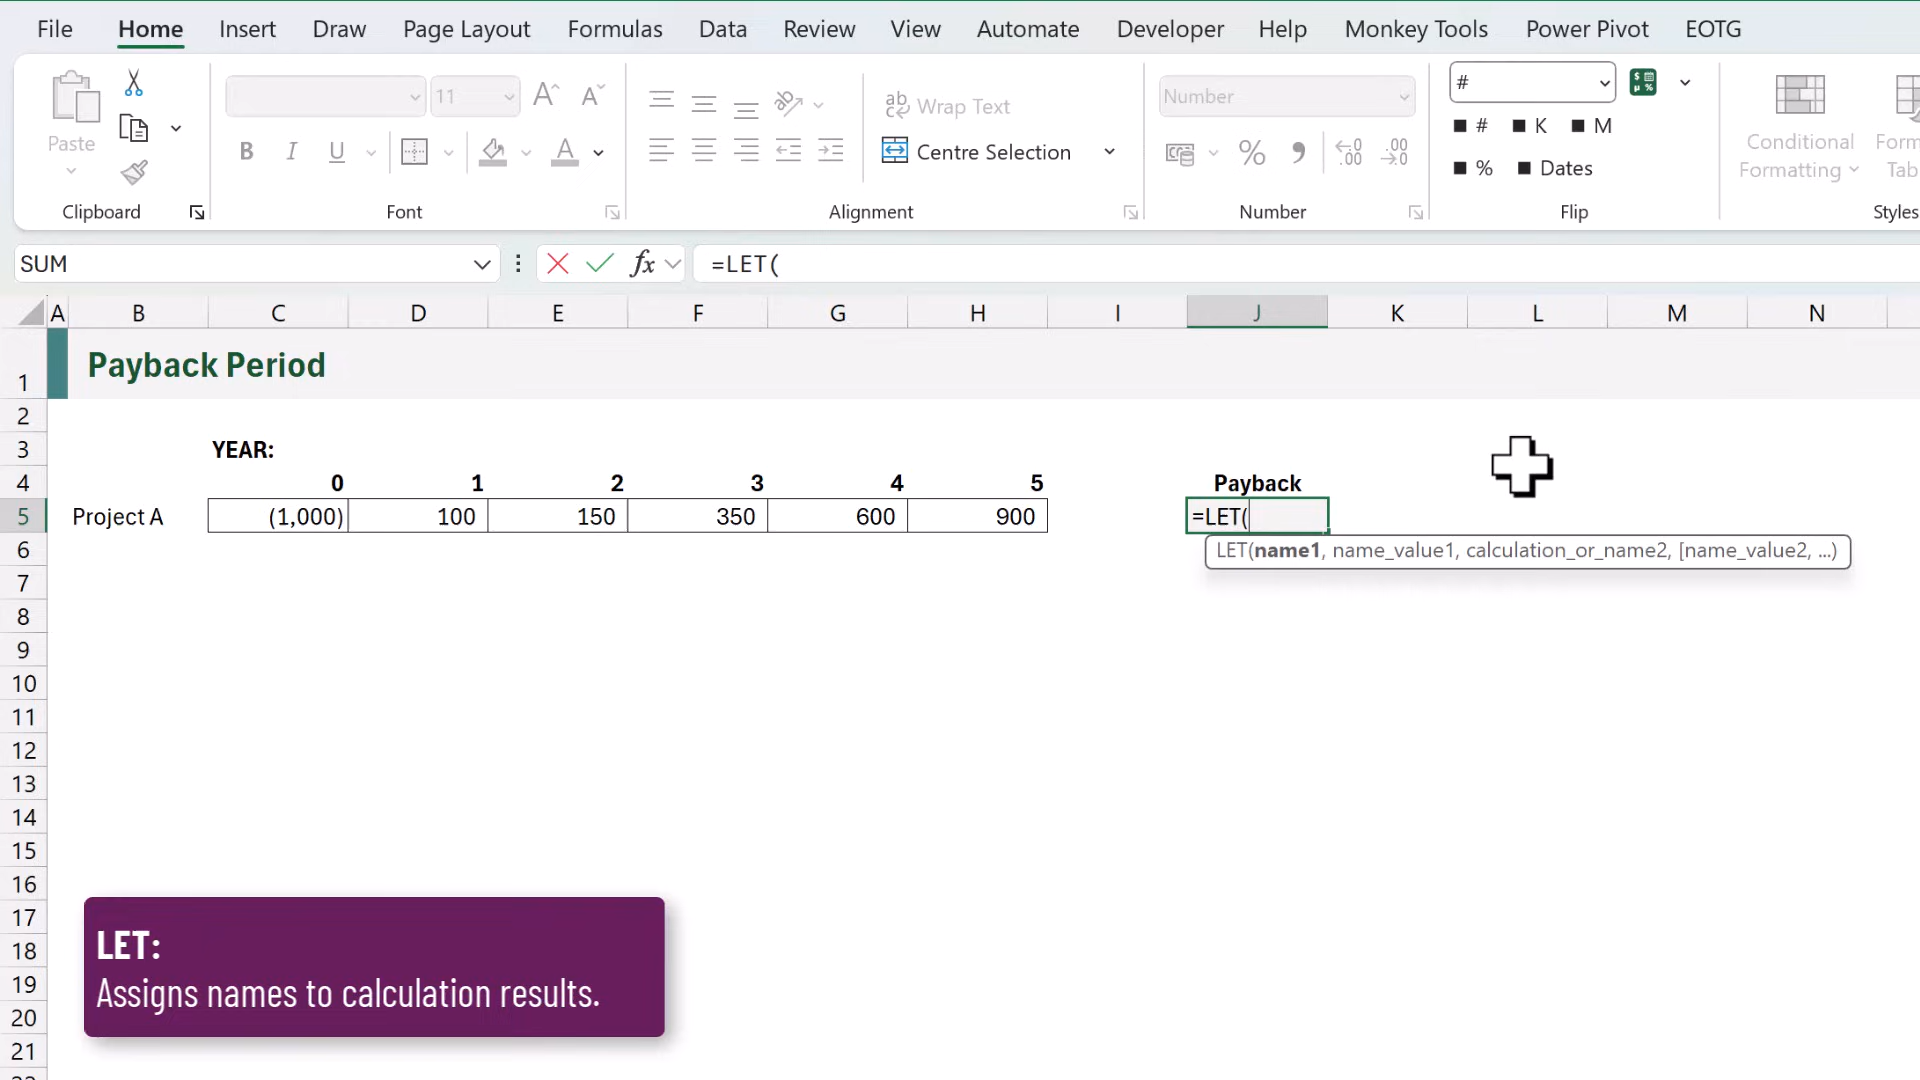 File Home Insert Draw Page Layout Formulas Data Review View Automate Developer Help Monkey Tools Power Pivot EOTG
Paste
Clipboard
11
B I U A
Font
ab Wrap Text
Centre Selection
Alignment
Number
% .00 .00
Number
#
# K M
% Dates
Flip
Conditional
Formatting
Styles
SUM
fx
=LET(
A B C D E F G H I J K L M N
1 Payback Period
2
3 YEAR:
4 0 1 2 3 4 5 Payback
5 Project A (1,000) 100 150 350 600 900 =LET(
6 LET(name1, name_value1, calculation_or_name2, [name_value2, ...)
7
8
9
10
11
12
13
14
15
16
17
18
19
20
21
LET:
Assigns names to calculation results.